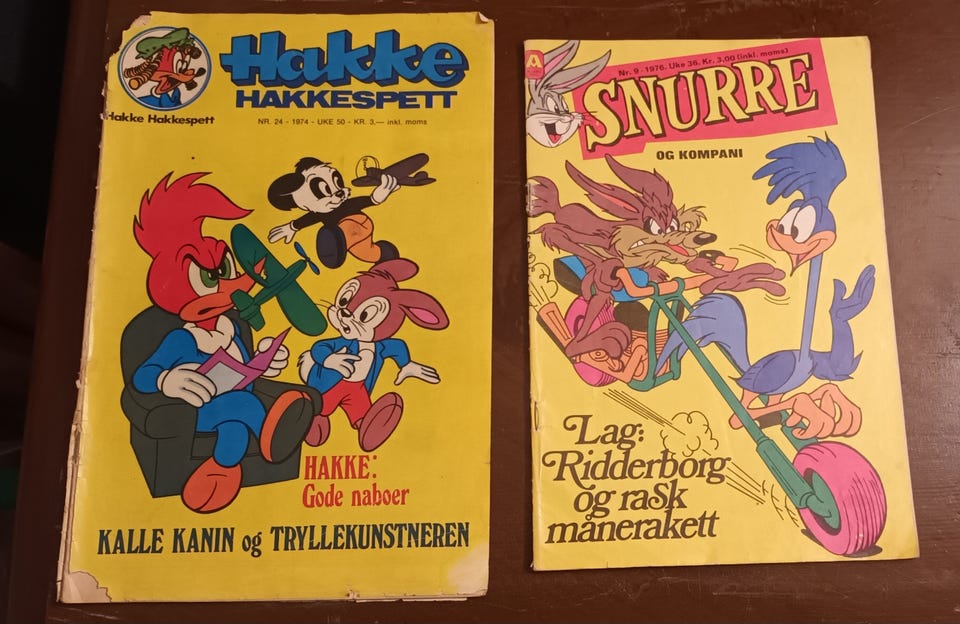 Hakke Hakkespett
Hakke
HAKKESPETT
NR. 24 - 1974 - UKE 50 - KR. 3,— inkl. moms
HAKKE:
Gode naboer
KALLE KANIN og TRYLLEKUNSTNEREN
A
Nr. 9 - 1976. Uke 36. Kr. 3,00 (inkl. moms)
SNURRE
OG KOMPANI
Lag:
Ridderborg
og rask
månerakett